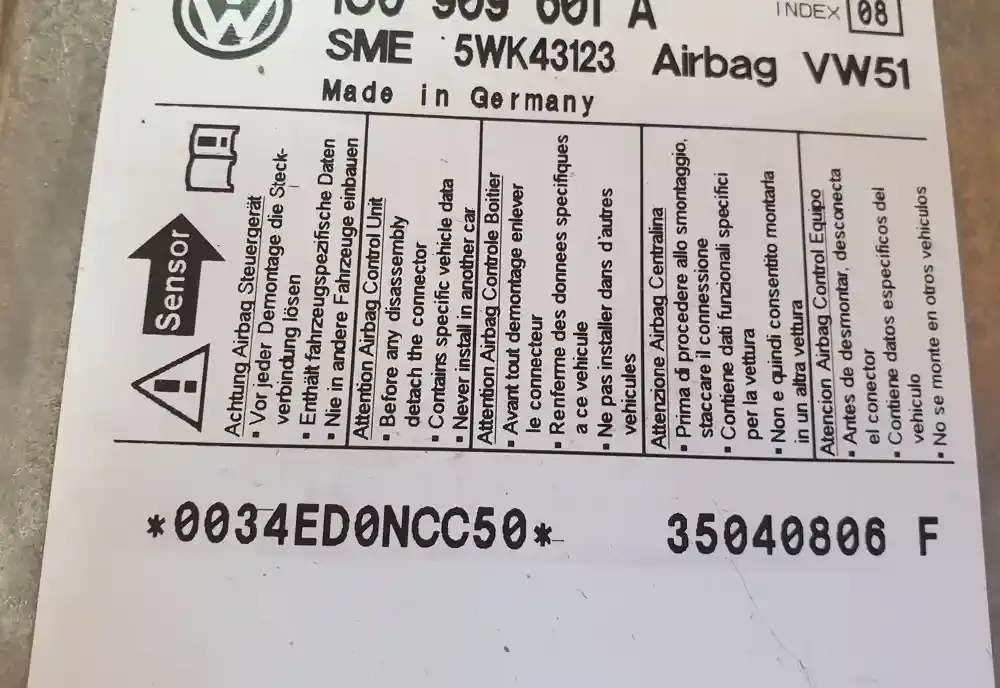 1C0 909 601 A
INDEX 08
SME 5WK43123 Airbag VW51
Made in Germany
Sensor
Achtung Airbag Steuergerät
▪ Vor jeder Demontage die Steck-
verbindung lösen
▪ Enthält fahrzeugspezifische Daten
▪ Nie in andere Fahrzeuge einbauen
Attention Airbag Control Unit
▪ Before any disassembly
detach the connector
▪ Contains specific vehicle data
▪ Never install in another car
Attention Airbag Controle Boitier
▪ Avant tout demontage enlever
le connecteur
▪ Renferme des donnees specifiques
a ce vehicule
▪ Ne pas installer dans d'autres
vehicules
Attenzione Airbag Centralina
▪ Prima di procedere allo smontaggio,
staccare il connessione
▪ Contiene dati funzionali specifici
per la vettura
▪ Non e quindi consentito montarla
in un altra vettura
Atencion Airbag Control Equipo
▪ Antes de desmontar, desconecta
el conector
▪ Contiene datos especificos del
vehiculo
▪ No se monte en otros vehiculos
*0034ED0NCC50* 35040806 F